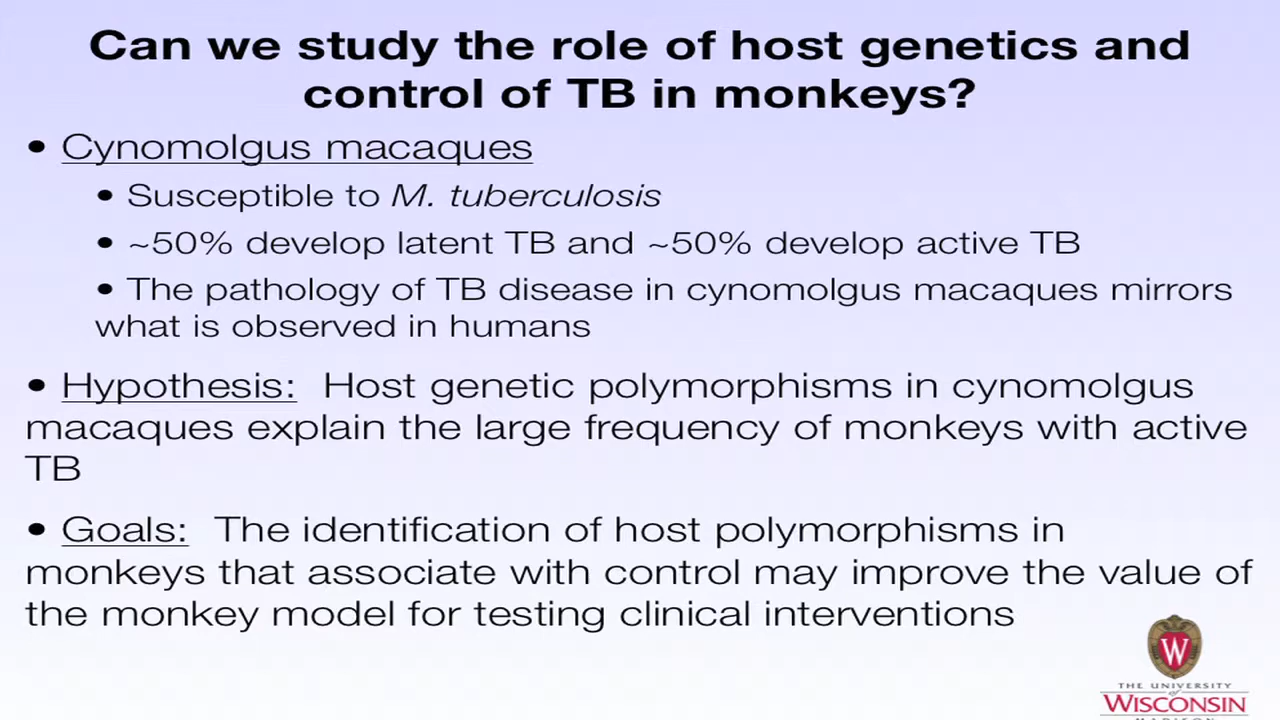 Can we study the role of host genetics and
control of TB in monkeys?
• Cynomolgus macaques
• Susceptible to M. tuberculosis
• ~50% develop latent TB and ~50% develop active TB
• The pathology of TB disease in cynomolgus macaques mirrors
what is observed in humans
• Hypothesis: Host genetic polymorphisms in cynomolgus
macaques explain the large frequency of monkeys with active
TB
• Goals: The identification of host polymorphisms in
monkeys that associate with control may improve the value of
the monkey model for testing clinical interventions
W
THE UNIVERSITY
of
WISCONSIN
MADISON